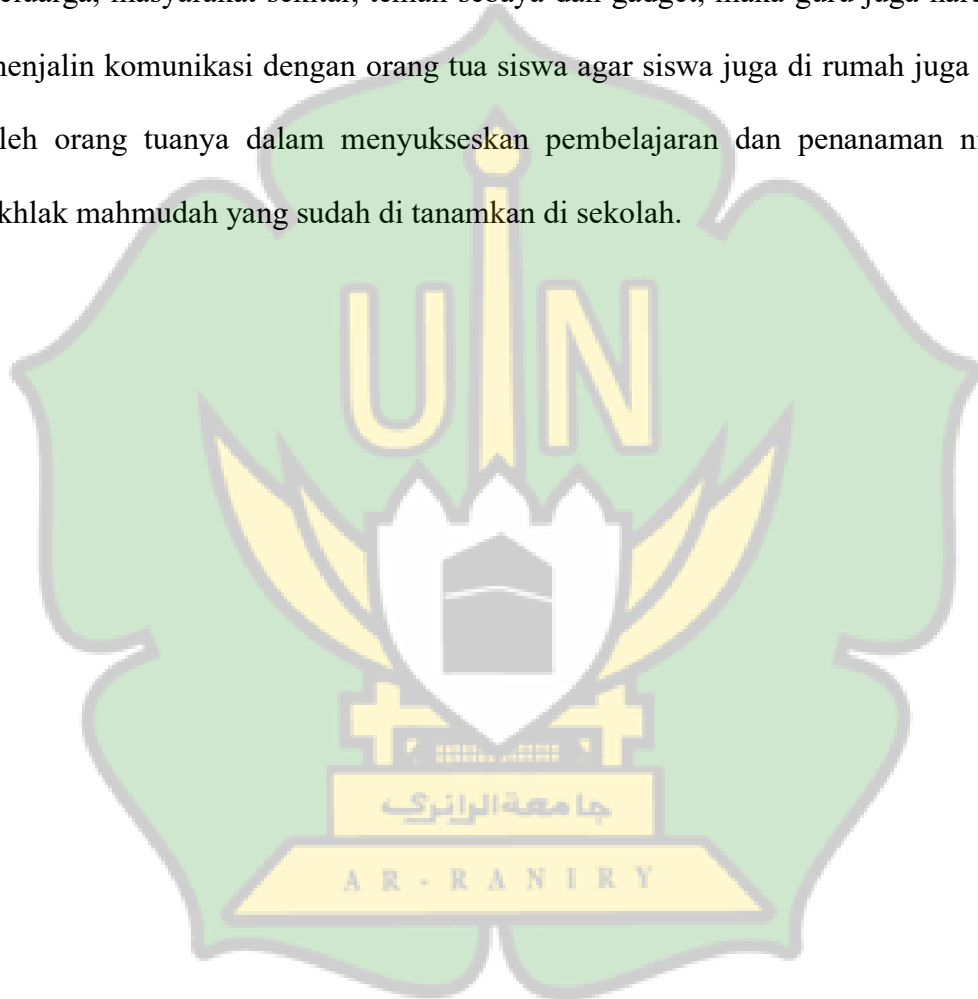 masyarakat sekitar, teman sebaya dan gadget, maka guru juga
menjalin komunikasi dengan orang tua siswa agar siswa juga di rumah juga
oleh orang tuanya dalam menyukseskan pembelajaran dan penanaman
akhlak mahmudah yang sudah di tanamkan di sekolah.
UIN
جامعة الرانري
AR-RANIRY